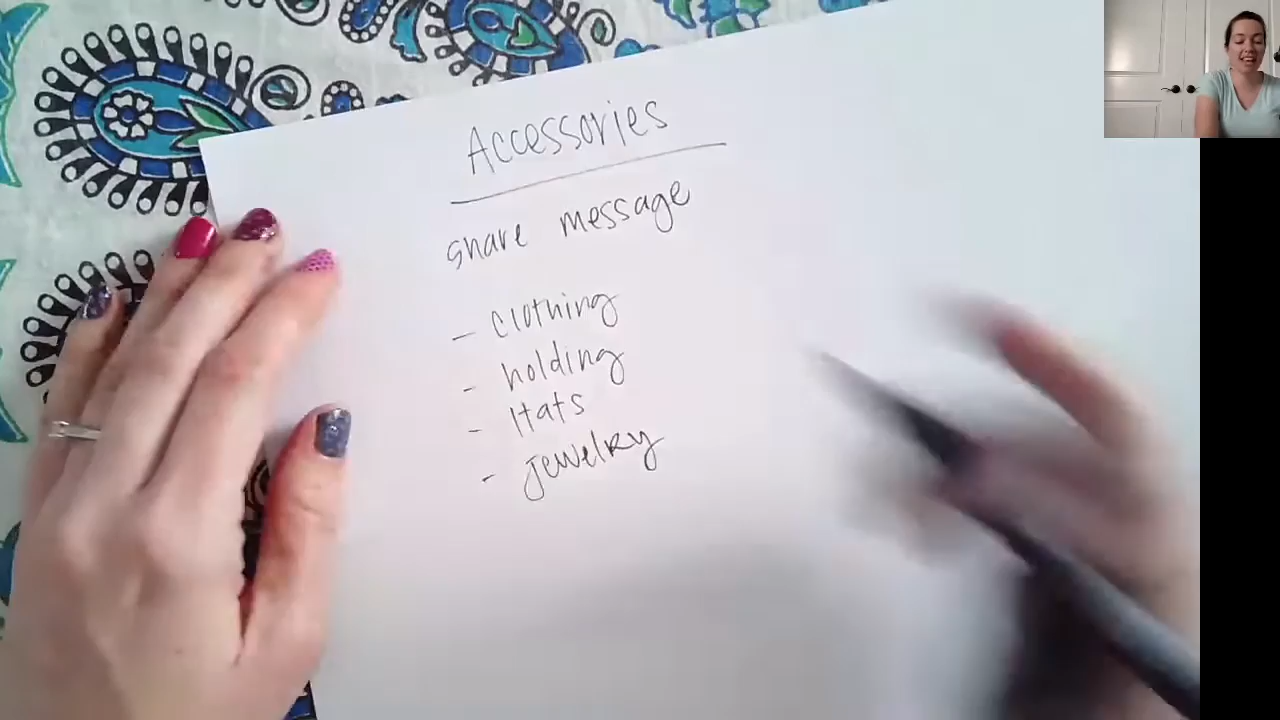 Accessories
share message
- clothing
- holding
- Hats
- jewelry